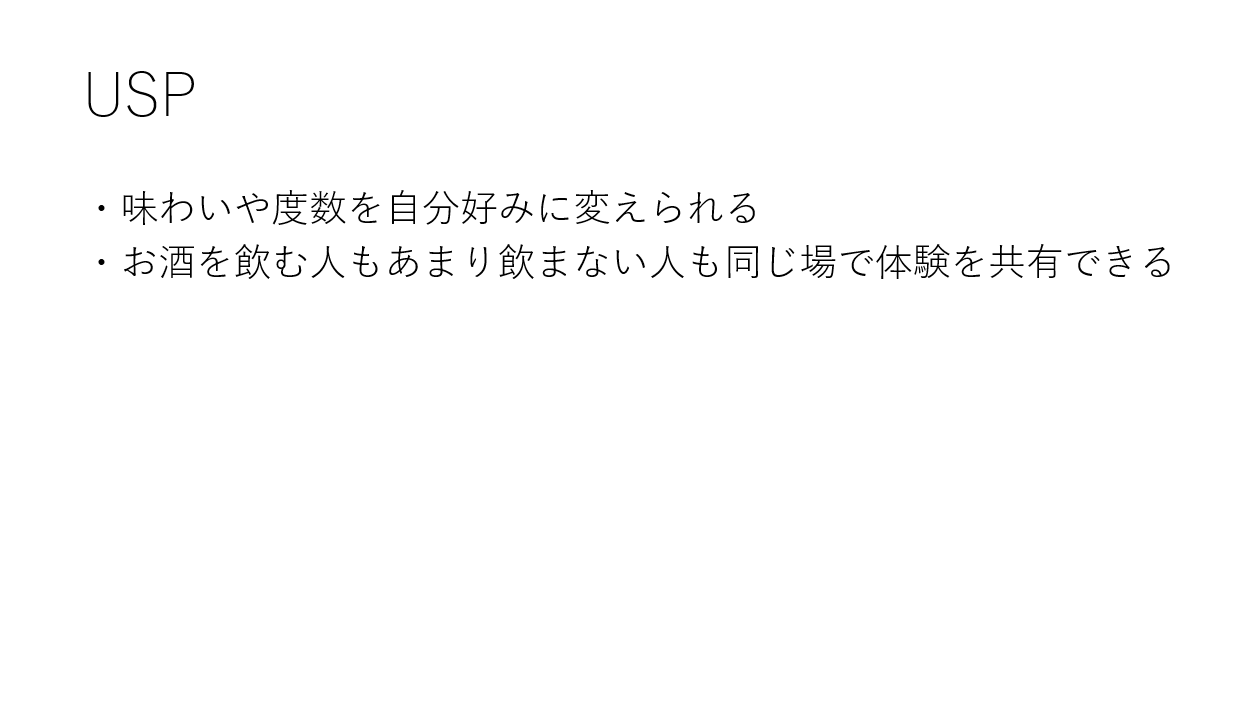 USP
・味わいや度数を自分好みに変えられる
・お酒を飲む人もあまり飲まない人も同じ場で体験を共有できる